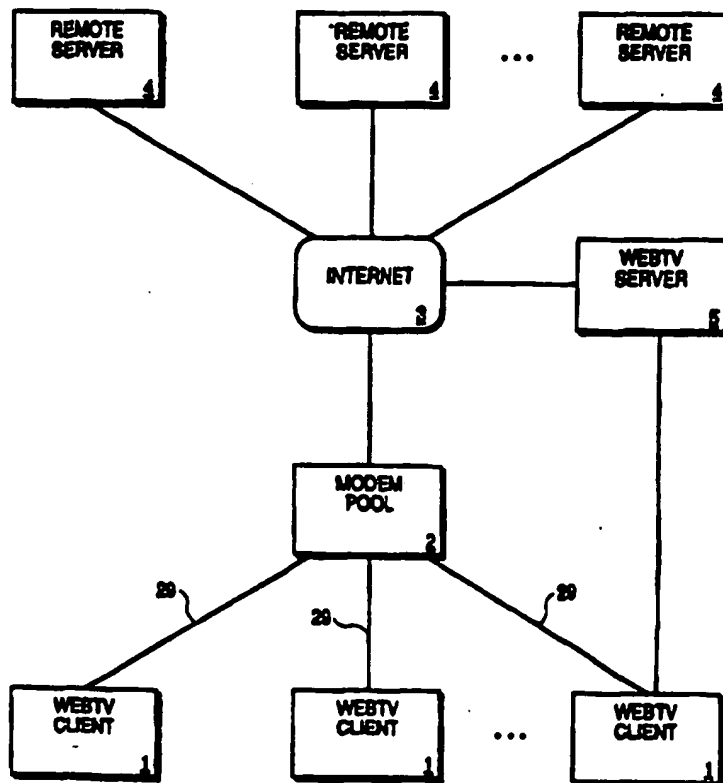 REMOTE SERVER 4
REMOTE SERVER 4
...
REMOTE SERVER 4
INTERNET 3
WEBTV SERVER 5
MODEM POOL 2
29
29
29
WEBTV CLIENT 1
WEBTV CLIENT 1
...
WEBTV CLIENT 1